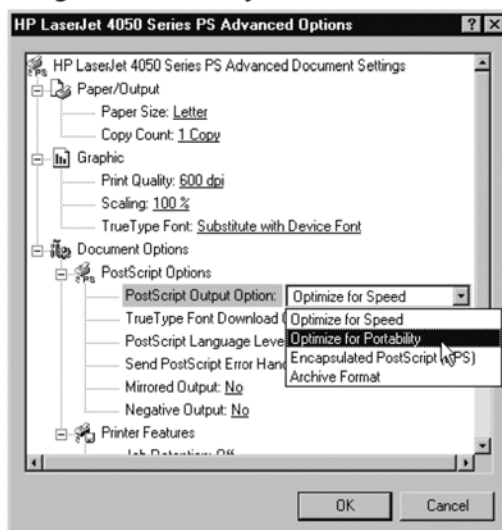 HP LaserJet 4050 Series PS Advanced Options
HP LaserJet 4050 Series PS Advanced Document Settings
Paper/Output
Paper Size: Letter
Copy Count: 1 Copy
Graphic
Print Quality: 600 dpi
Scaling: 100 %
TrueType Font: Substitute with Device Font
Document Options
PostScript Options
PostScript Output Option: Optimize for Speed
TrueType Font Download
Optimize for Speed
Optimize for Portability
PostScript Language Leve
Encapsulated PostScript
Send PostScript Error Han
Archive Format
Mirrored Output: No
Negative Output: No
Printer Features
OK Cancel